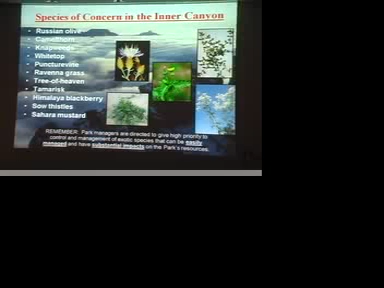 Species of Concern in the Inner Canyon
• Russian olive
• Camelthorn
• Knapweeds
• Whitetop
• Puncturevine
• Ravenna grass
• Tree-of-heaven
• Tamarisk
• Himalaya blackberry
• Sow thistles
• Sahara mustard
REMEMBER: Park managers are directed to give high priority to
control and management of exotic species that can be easily
managed and have substantial impacts on the Park's resources.